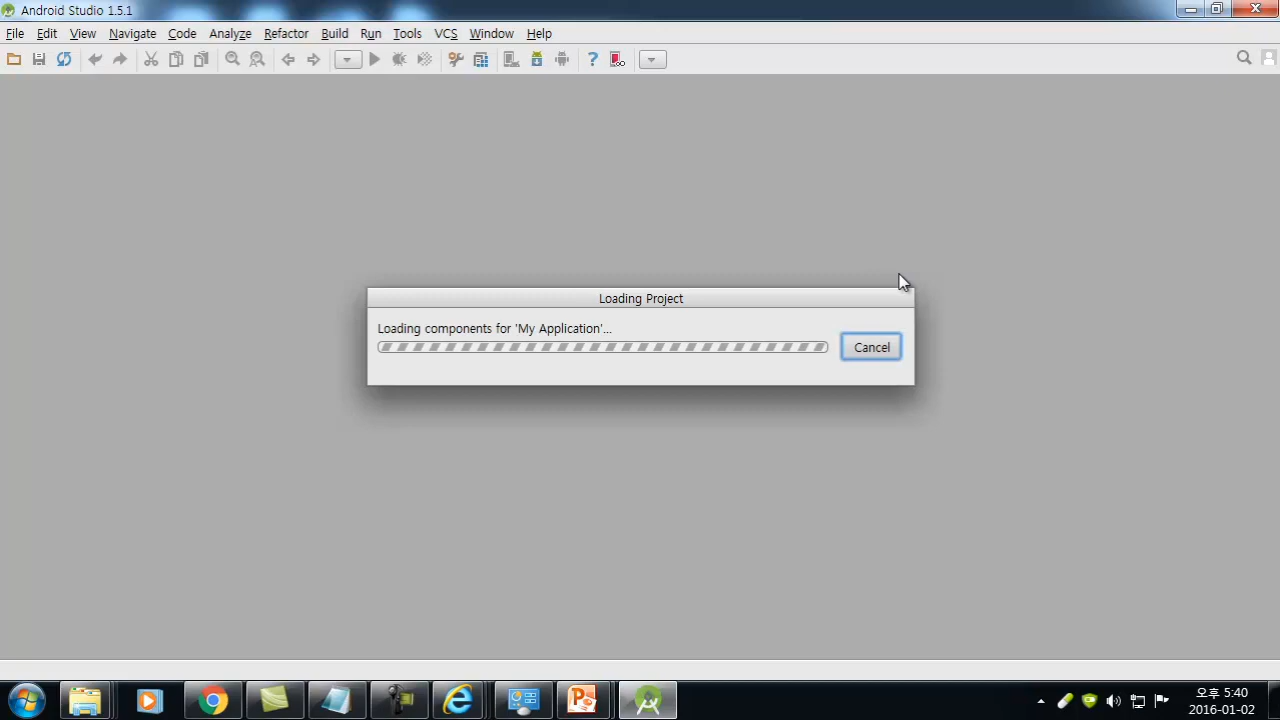 Android Studio 1.5.1
File Edit View Navigate Code Analyze Refactor Build Run Tools VCS Window Help
Loading Project
Loading components for 'My Application'...
Cancel
오후 5:40
2016-01-02